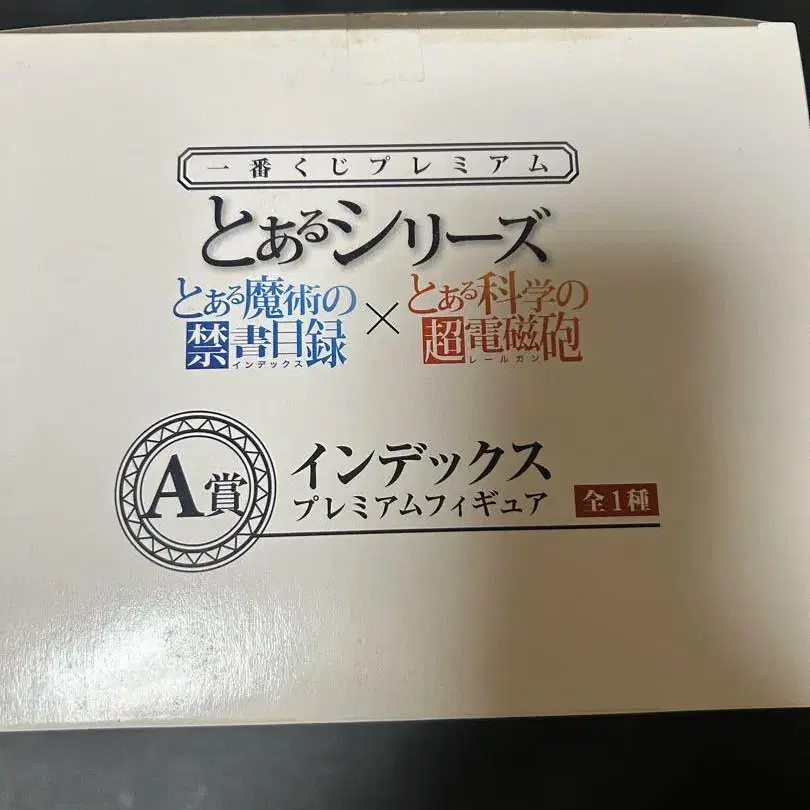 一番くじプレミアム
とあるシリーズ
とある魔術の
禁書目録
インデックス
×
とある科学の
超電磁砲
レールガン
A賞
インデックス
プレミアムフィギュア 全1種